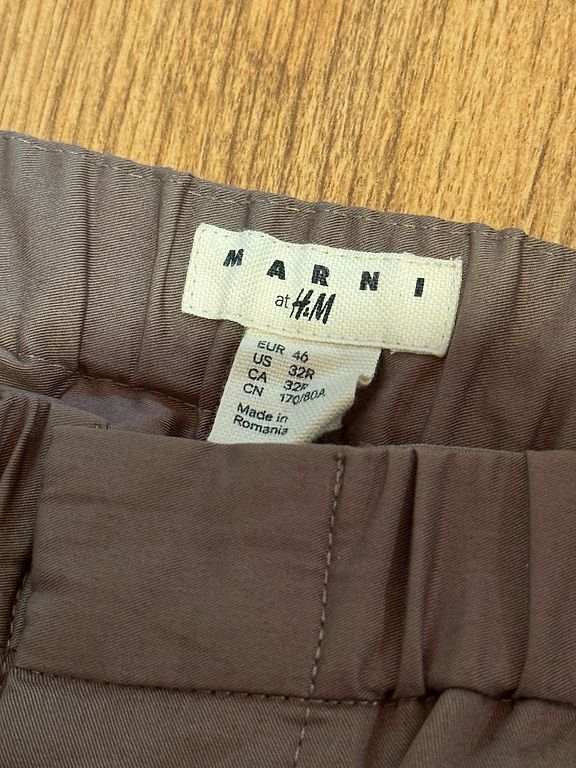 MARNI
at H&M
EUR 46
US 32R
CA 32R
CN 170/80A
Made in
Romania